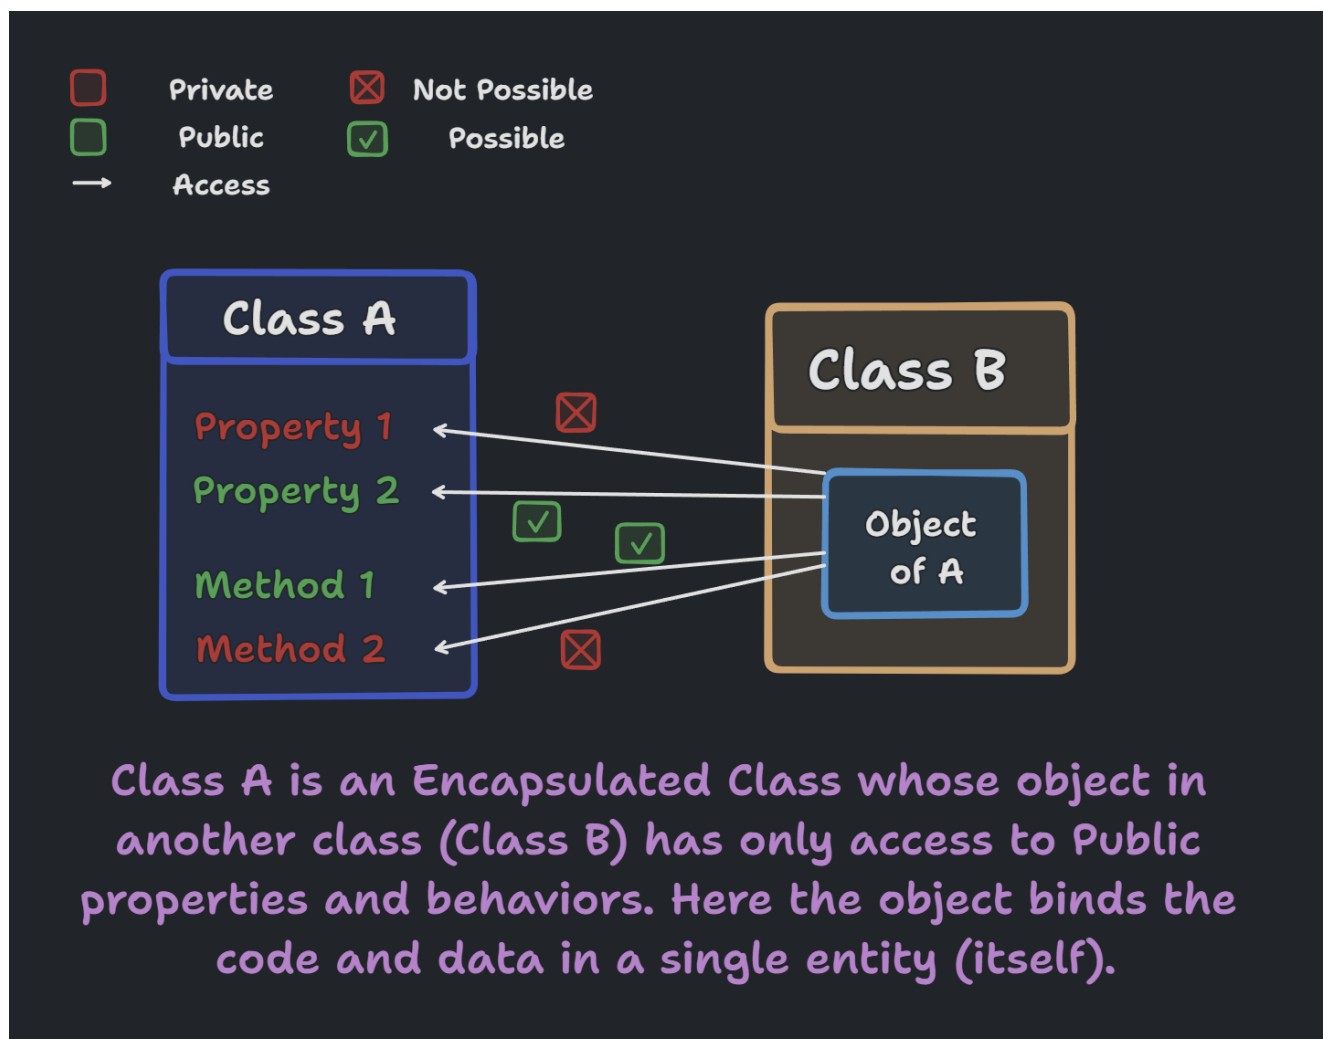 Private
Not Possible
Public
Possible
Access
Class A
Property 1
Property 2
Method 1
Method 2
Class B
Object
of A
Class A is an Encapsulated Class whose object in
another class (Class B) has only access to Public
properties and behaviors. Here the object binds the
code and data in a single entity (itself).